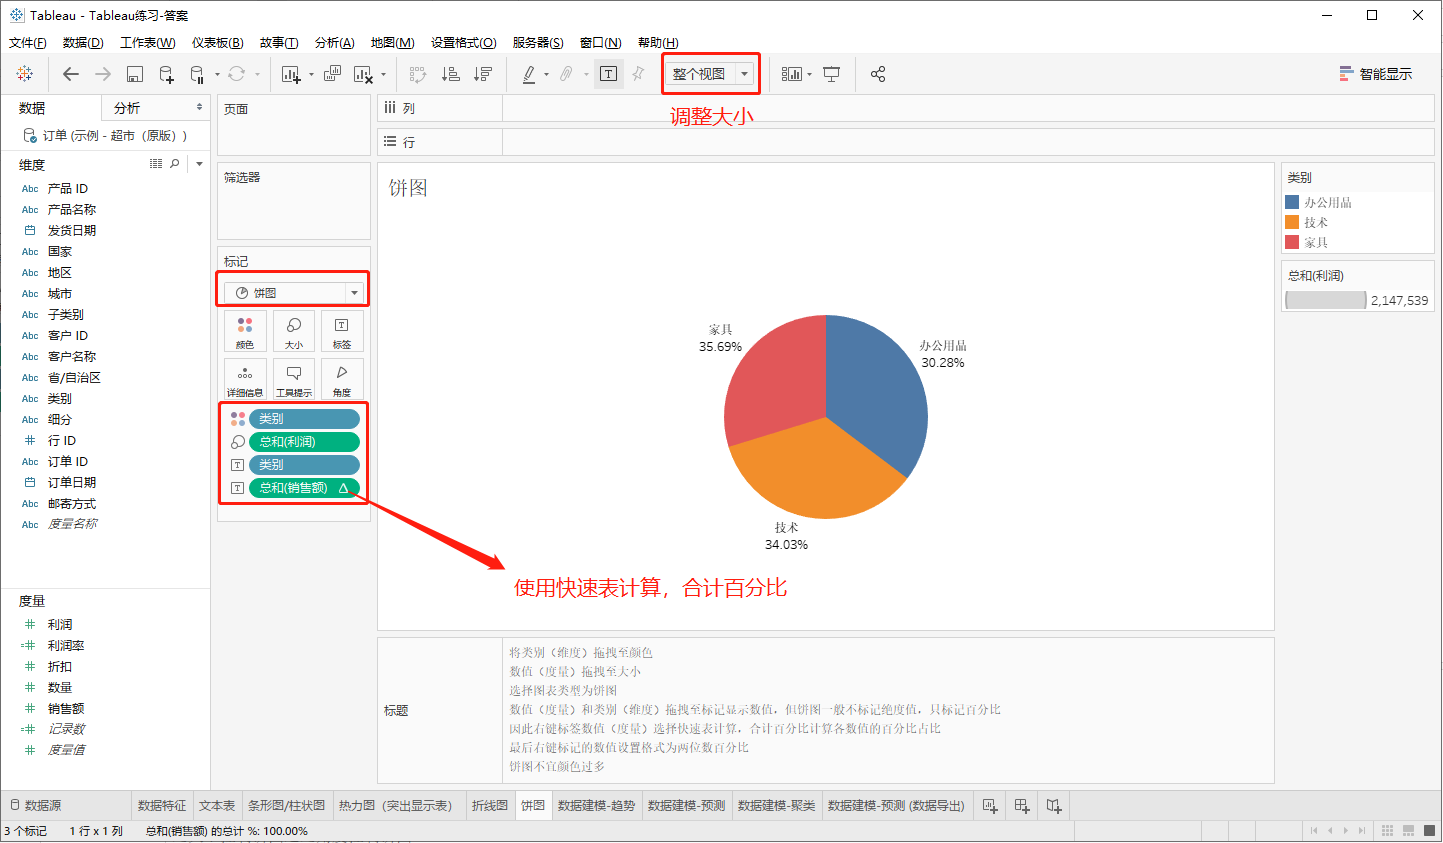 Tableau - Tableau练习-答案
文件(F) 数据(D) 工作表(W) 仪表板(B) 故事(T) 分析(A) 地图(M) 设置格式(O) 服务器(S) 窗口(N) 帮助(H)
整个视图
智能显示
调整大小
数据 分析
订单 (示例 - 超市（原版）)
维度
Abc 产品 ID
Abc 产品名称
发货日期
Abc 国家
Abc 地区
Abc 城市
Abc 子类别
Abc 客户 ID
Abc 客户名称
Abc 省/自治区
Abc 类别
Abc 细分
行 ID
Abc 订单 ID
订单日期
Abc 邮寄方式
Abc 度量名称
度量
利润
利润率
折扣
数量
销售额
记录数
度量值
页面
筛选器
标记
饼图
颜色 大小 标签
详细信息 工具提示 角度
类别
总和(利润)
类别
总和(销售额) Δ
列
行
饼图
家具
35.69%
办公用品
30.28%
技术
34.03%
使用快速表计算，合计百分比
标题
将类别（维度）拖拽至颜色
数值（度量）拖拽至大小
选择图表类型为饼图
数值（度量）和类别（维度）拖拽至标记显示数值，但饼图一般不标记绝度值，只标记百分比
因此右键标签数值（度量）选择快速表计算，合计百分比计算各数值的百分比占比
最后右键标记的数值设置格式为两位数百分比
饼图不宜颜色过多
类别
办公用品
技术
家具
总和(利润)
2,147,539
数据源 数据特征 文本表 条形图/柱状图 热力图（突出显示表） 折线图 饼图 数据建模-趋势 数据建模-预测 数据建模-聚类 数据建模-预测 (数据导出)
3 个标记 1 行 x 1 列 总和(销售额) 的总计 %: 100.00%